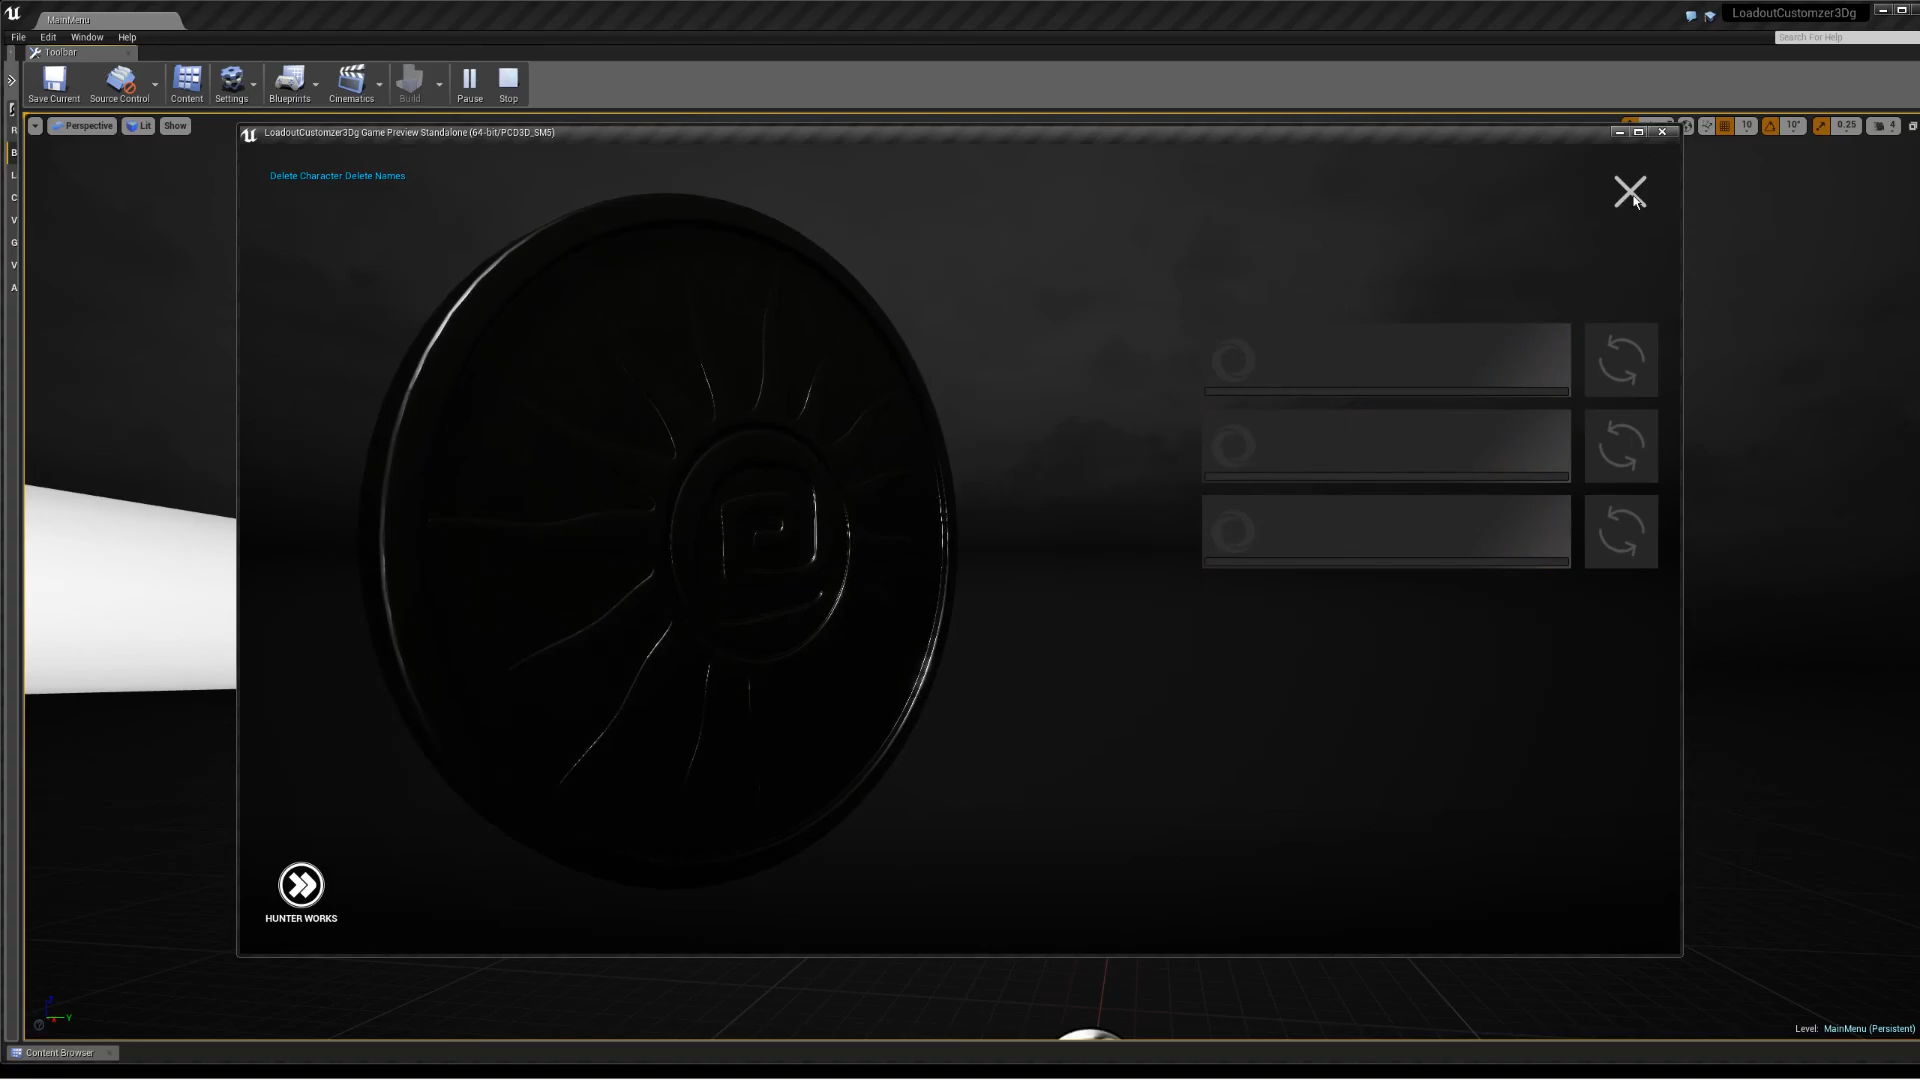 MainMenu
LoadoutCustomzer3Dg
File Edit Window Help
Search For Help
Toolbar
Save Current Source Control Content Settings Blueprints Cinematics Build Pause Stop
Perspective Lit Show
10 10° 0.25 4
LoadoutCustomzer3Dg Game Preview Standalone (64-bit/PCD3D_SM5)
R
B
L
C
V
G
V
A
Delete Character Delete Names
HUNTER WORKS
Z
Y
Level: MainMenu (Persistent)
Content Browser